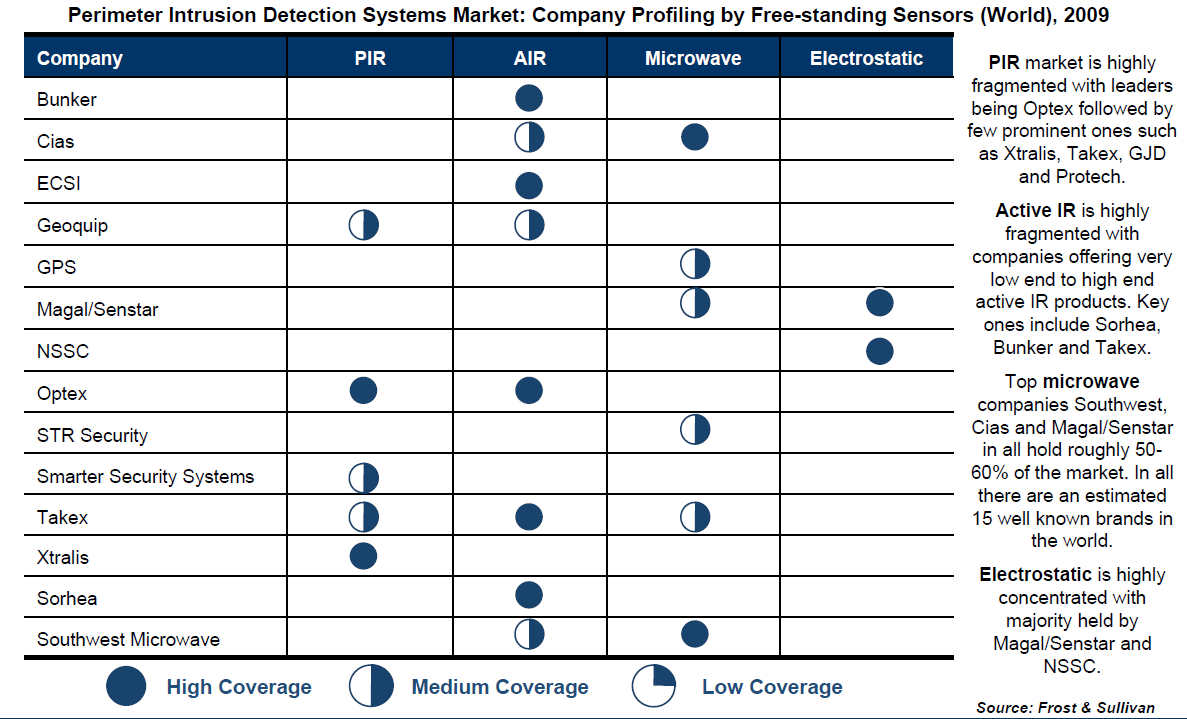 Perimeter Intrusion Detection Systems Market: Company Profiling by Free-standing Sensors (World), 2009
Company PIR AIR Microwave Electrostatic
Bunker
Cias
ECSI
Geoquip
GPS
Magal/Senstar
NSSC
Optex
STR Security
Smarter Security Systems
Takex
Xtralis
Sorhea
Southwest Microwave
High Coverage Medium Coverage Low Coverage
PIR market is highly
fragmented with leaders
being Optex followed by
few prominent ones such
as Xtralis, Takex, GJD
and Protech.
Active IR is highly
fragmented with
companies offering very
low end to high end
active IR products. Key
ones include Sorhea,
Bunker and Takex.
Top microwave
companies Southwest,
Cias and Magal/Senstar
in all hold roughly 50-
60% of the market. In all
there are an estimated
15 well known brands in
the world.
Electrostatic is highly
concentrated with
majority held by
Magal/Senstar and
NSSC.
Source: Frost & Sullivan